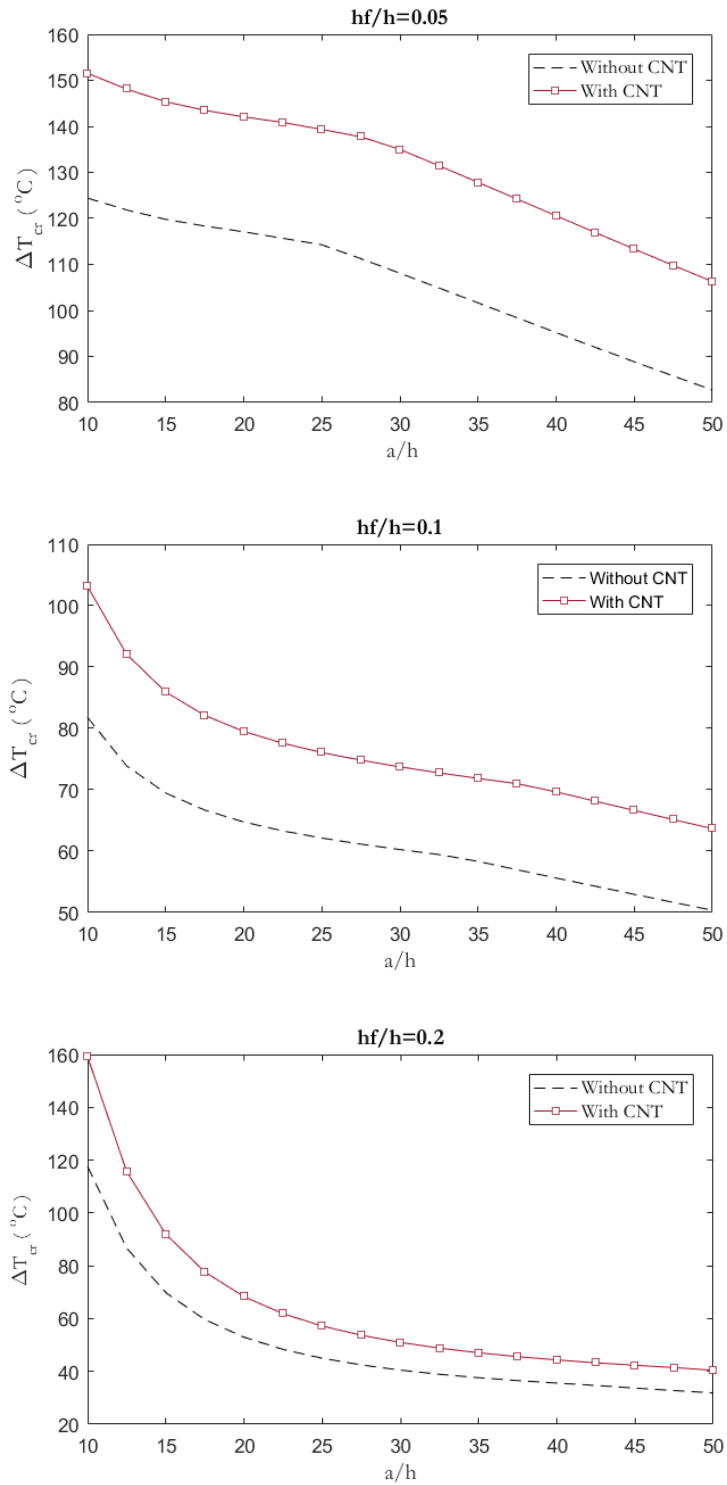 hf/h=0.05
160
150
140
130
120
110
100
90
80
ΔT_cr ( °C)
Without CNT
With CNT
10 15 20 25 30 35 40 45 50
a/h
hf/h=0.1
110
100
90
80
70
60
50
ΔT_cr ( °C)
Without CNT
With CNT
10 15 20 25 30 35 40 45 50
a/h
hf/h=0.2
160
140
120
100
80
60
40
20
ΔT_cr ( °C)
Without CNT
With CNT
10 15 20 25 30 35 40 45 50
a/h